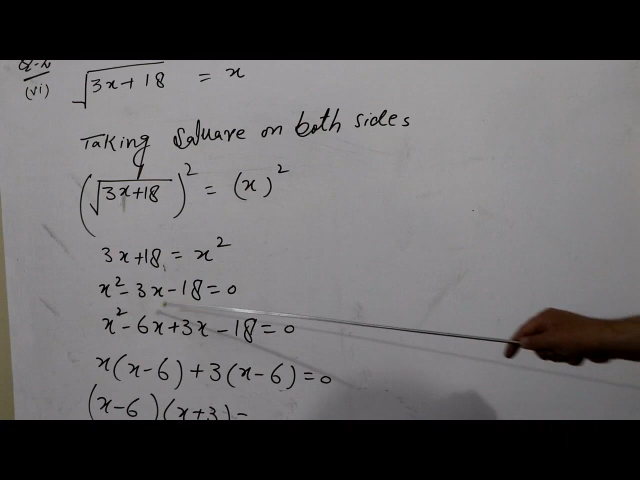 (vi) √3x+18 = x
Taking Square on both sides
(√3x+18)² = (x)²
3x+18 = x²
x² - 3x - 18 = 0
x² - 6x + 3x - 18 = 0
x(x-6) + 3(x-6) = 0
(x-6)(x+3) =